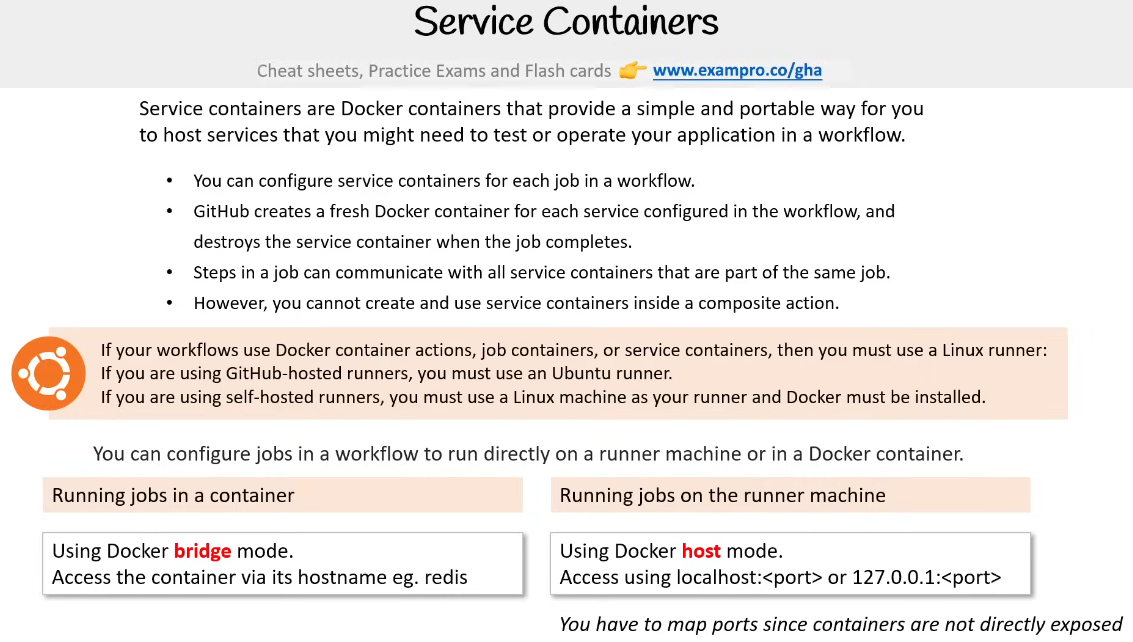 Service Containers
Cheat sheets, Practice Exams and Flash cards 👉 www.exampro.co/gha
Service containers are Docker containers that provide a simple and portable way for you
to host services that you might need to test or operate your application in a workflow.
• You can configure service containers for each job in a workflow.
• GitHub creates a fresh Docker container for each service configured in the workflow, and
destroys the service container when the job completes.
• Steps in a job can communicate with all service containers that are part of the same job.
• However, you cannot create and use service containers inside a composite action.
If your workflows use Docker container actions, job containers, or service containers, then you must use a Linux runner:
If you are using GitHub-hosted runners, you must use an Ubuntu runner.
If you are using self-hosted runners, you must use a Linux machine as your runner and Docker must be installed.
You can configure jobs in a workflow to run directly on a runner machine or in a Docker container.
Running jobs in a container
Using Docker bridge mode.
Access the container via its hostname eg. redis
Running jobs on the runner machine
Using Docker host mode.
Access using localhost:<port> or 127.0.0.1:<port>
You have to map ports since containers are not directly exposed